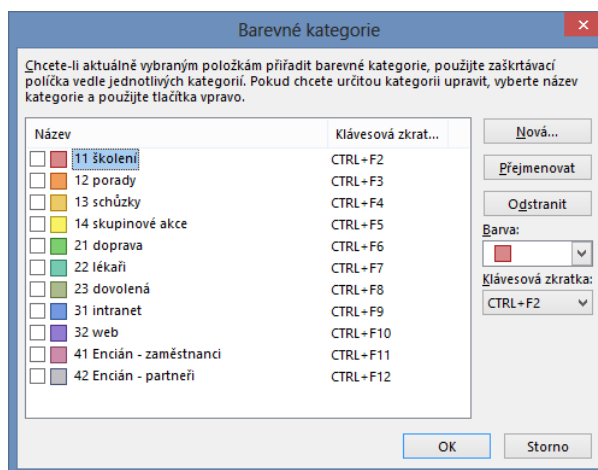 Barevné kategorie
Chcete-li aktuálně vybraným položkám přiřadit barevné kategorie, použijte zaškrtávací
políčka vedle jednotlivých kategorií. Pokud chcete určitou kategorii upravit, vyberte název
kategorie a použijte tlačítka vpravo.
Název Klávesová zkrat...
11 školení CTRL+F2
12 porady CTRL+F3
13 schůzky CTRL+F4
14 skupinové akce CTRL+F5
21 doprava CTRL+F6
22 lékaři CTRL+F7
23 dovolená CTRL+F8
31 intranet CTRL+F9
32 web CTRL+F10
41 Encián - zaměstnanci CTRL+F11
42 Encián - partneři CTRL+F12
Nová...
Přejmenovat
Odstranit
Barva:
Klávesová zkratka:
CTRL+F2
OK Storno